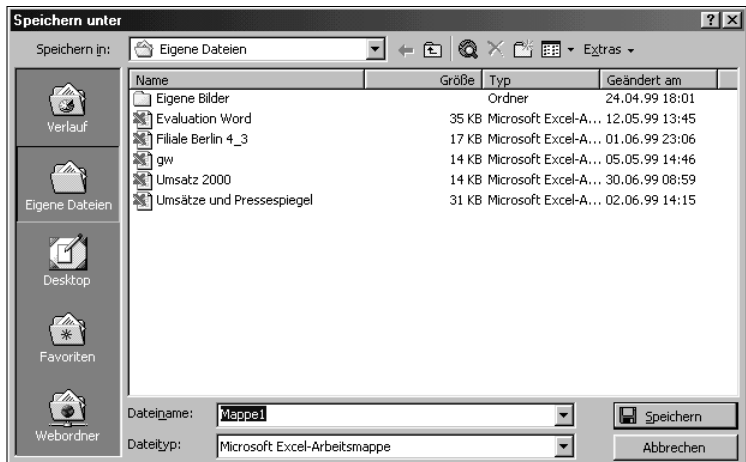 Speichern unter
Speichern in: Eigene Dateien Extras
Name Größe Typ Geändert am
Eigene Bilder Ordner 24.04.99 18:01
Evaluation Word 35 KB Microsoft Excel-A... 12.05.99 13:45
Filiale Berlin 4_3 17 KB Microsoft Excel-A... 01.06.99 23:06
gw 14 KB Microsoft Excel-A... 05.05.99 14:46
Umsatz 2000 14 KB Microsoft Excel-A... 30.06.99 08:59
Umsätze und Pressespiegel 31 KB Microsoft Excel-A... 02.06.99 14:15
Verlauf
Eigene Dateien
Desktop
Favoriten
Webordner
Dateiname: Mappe1 Speichern
Dateityp: Microsoft Excel-Arbeitsmappe Abbrechen